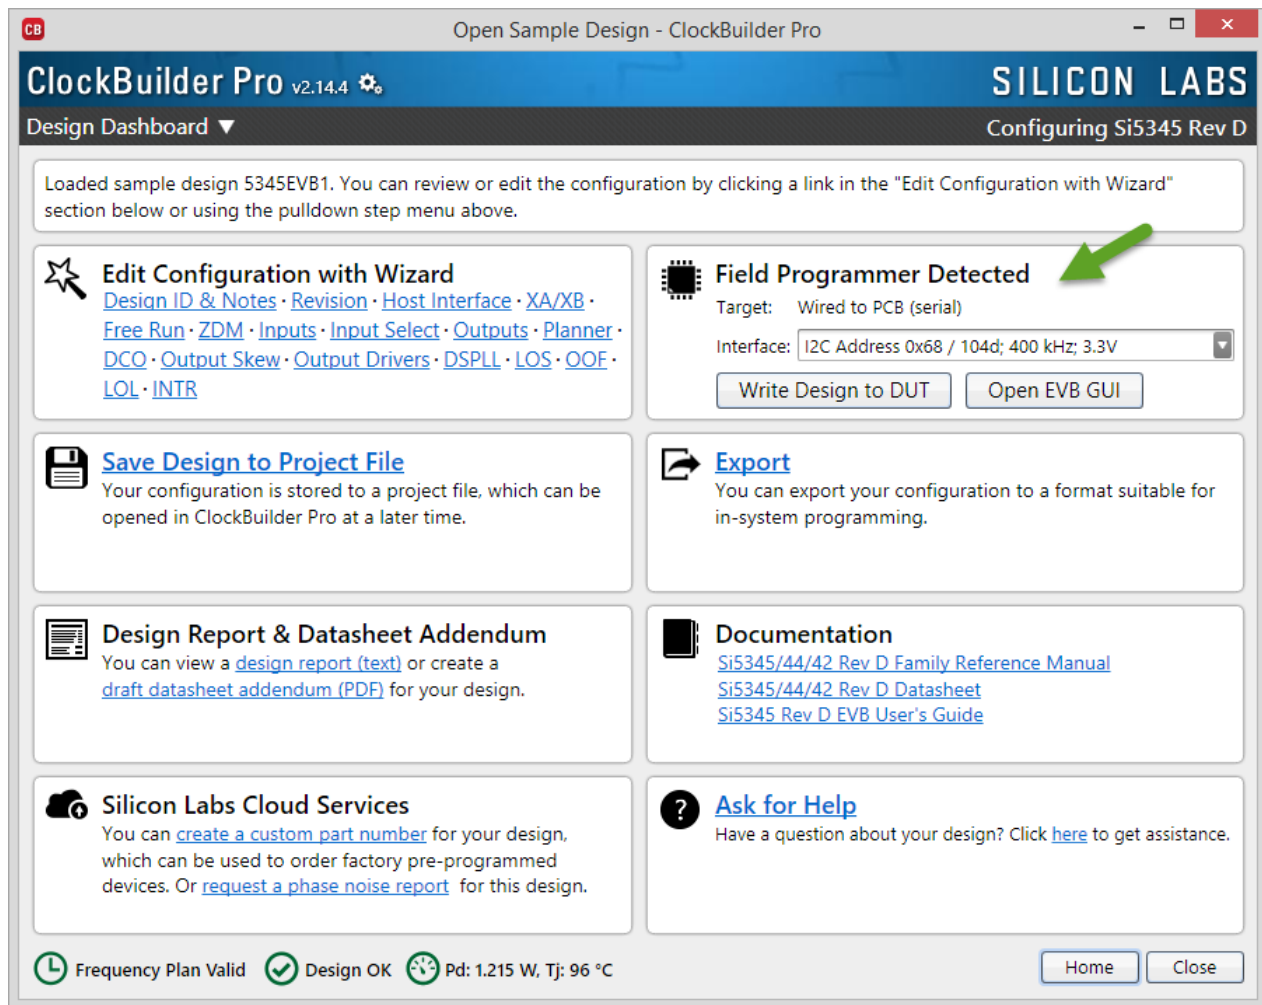 CB
Open Sample Design - ClockBuilder Pro
ClockBuilder Pro v2.14.4
SILICON LABS
Design Dashboard ▼
Configuring Si5345 Rev D
Loaded sample design 5345EVB1. You can review or edit the configuration by clicking a link in the "Edit Configuration with Wizard"
section below or using the pulldown step menu above.
Edit Configuration with Wizard
Design ID & Notes · Revision · Host Interface · XA/XB ·
Free Run · ZDM · Inputs · Input Select · Outputs · Planner ·
DCO · Output Skew · Output Drivers · DSPLL · LOS · OOF ·
LOL · INTR
Field Programmer Detected
Target: Wired to PCB (serial)
Interface: I2C Address 0x68 / 104d; 400 kHz; 3.3V
Write Design to DUT
Open EVB GUI
Save Design to Project File
Your configuration is stored to a project file, which can be
opened in ClockBuilder Pro at a later time.
Export
You can export your configuration to a format suitable for
in-system programming.
Design Report & Datasheet Addendum
You can view a design report (text) or create a
draft datasheet addendum (PDF) for your design.
Documentation
Si5345/44/42 Rev D Family Reference Manual
Si5345/44/42 Rev D Datasheet
Si5345 Rev D EVB User's Guide
Silicon Labs Cloud Services
You can create a custom part number for your design,
which can be used to order factory pre-programmed
devices. Or request a phase noise report for this design.
Ask for Help
Have a question about your design? Click here to get assistance.
Frequency Plan Valid
Design OK
Pd: 1.215 W, Tj: 96 °C
Home
Close